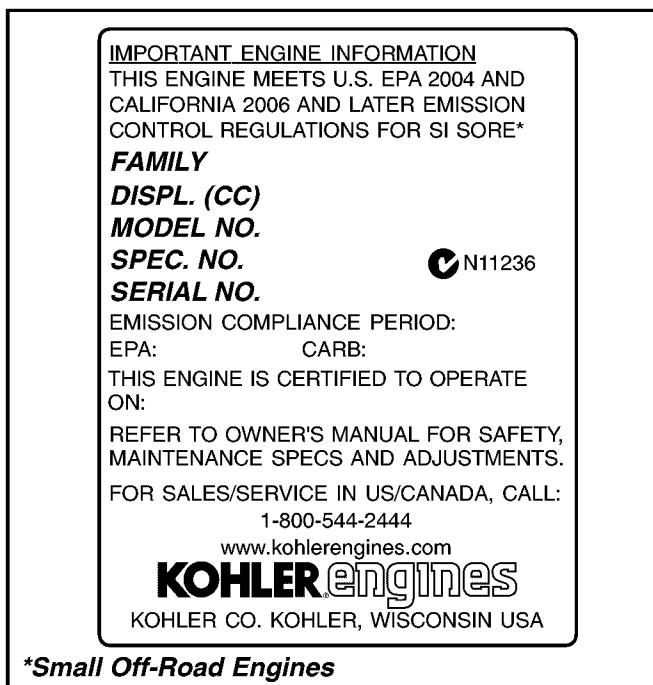 IMPORTANT ENGINE INFORMATION
THIS ENGINE MEETS U.S. EPA 2004 AND
CALIFORNIA 2006 AND LATER EMISSION
CONTROL REGULATIONS FOR SI SORE*
FAMILY
DISPL. (CC)
MODEL NO.
SPEC. NO. N11236
SERIAL NO.
EMISSION COMPLIANCE PERIOD:
EPA: CARB:
THIS ENGINE IS CERTIFIED TO OPERATE
ON:
REFER TO OWNER'S MANUAL FOR SAFETY,
MAINTENANCE SPECS AND ADJUSTMENTS.
FOR SALES/SERVICE IN US/CANADA, CALL:
1-800-544-2444
www.kohlerengines.com
KOHLER® engines
KOHLER CO. KOHLER, WISCONSIN USA
*Small Off-Road Engines